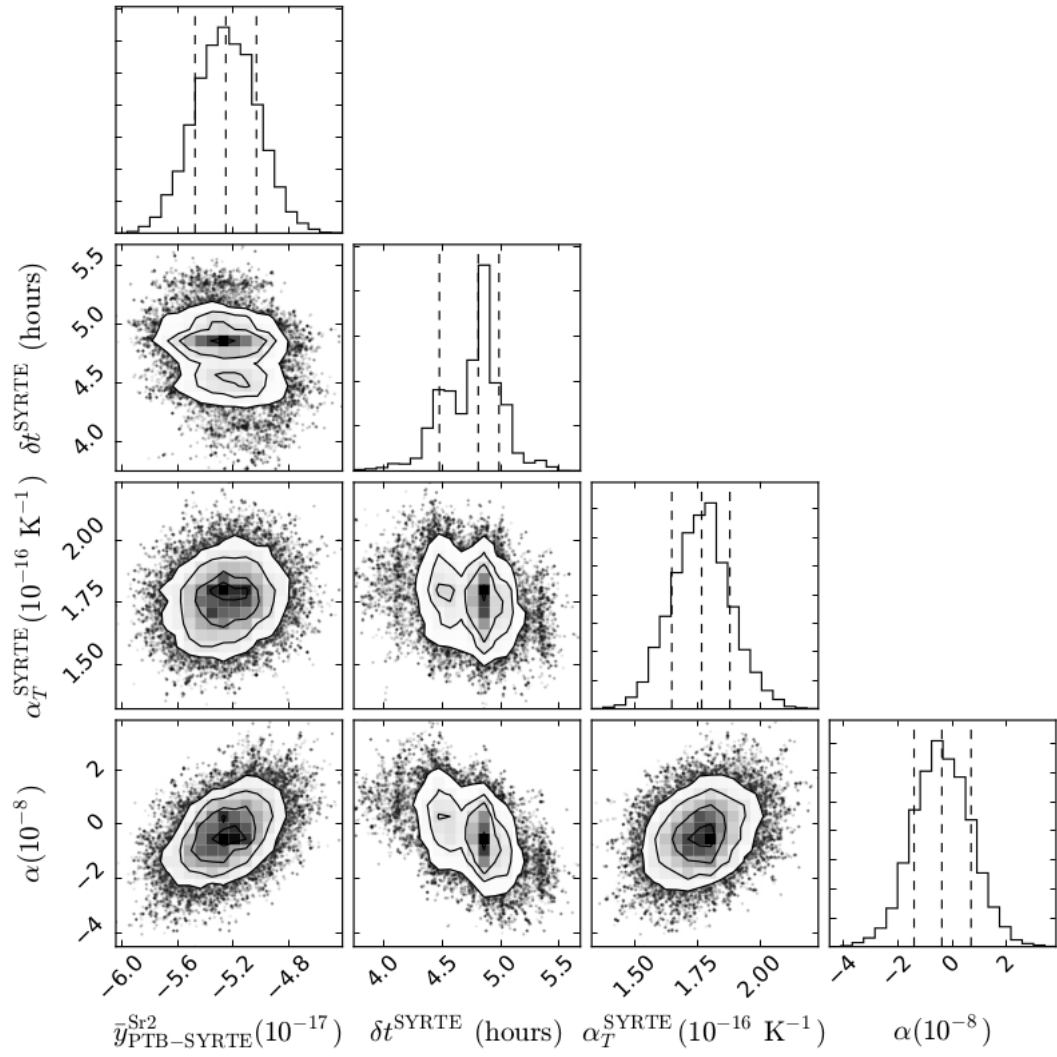 δt^SYRTE (hours)
5.5
5.0
4.5
4.0
α_T^SYRTE(10^−16 K^−1)
2.00
1.75
1.50
α(10^−8)
2
0
−2
−4
−6.0 −5.6 −5.2 −4.8 4.0 4.5 5.0 5.5 1.50 1.75 2.00 −4 −2 0 2
ȳ_PTB−SYRTE^Sr2(10^−17) δt^SYRTE (hours) α_T^SYRTE(10^−16 K^−1) α(10^−8)